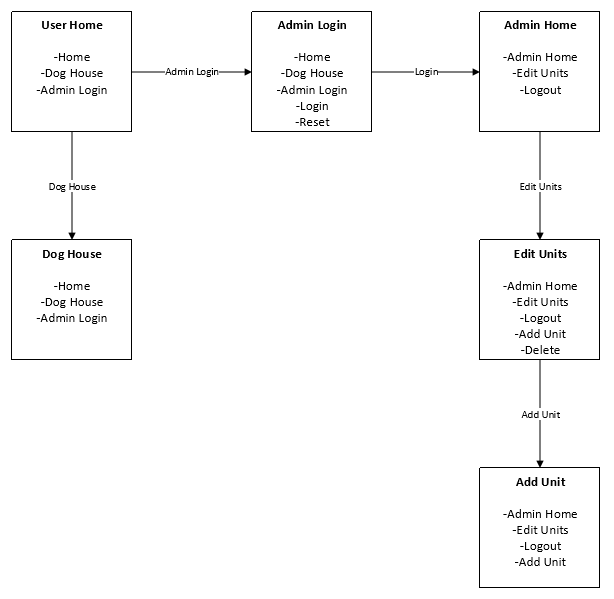 User Home
-Home
-Dog House
-Admin Login
Admin Login
Admin Login
-Home
-Dog House
-Admin Login
-Login
-Reset
Login
Admin Home
-Admin Home
-Edit Units
-Logout
Dog House
Edit Units
Dog House
-Home
-Dog House
-Admin Login
Edit Units
-Admin Home
-Edit Units
-Logout
-Add Unit
-Delete
Add Unit
Add Unit
-Admin Home
-Edit Units
-Logout
-Add Unit